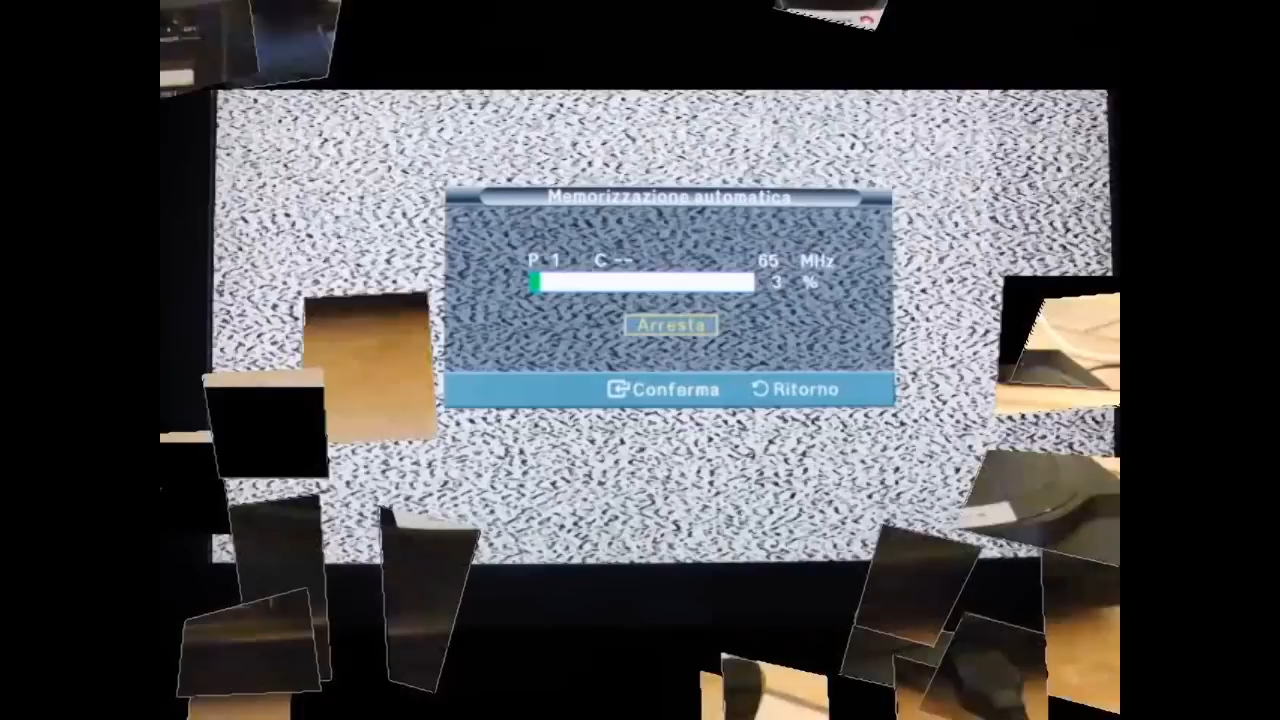 Memorizzazione automatica
P 1 C -- 65 MHz
3 %
Arresta
Conferma Ritorno